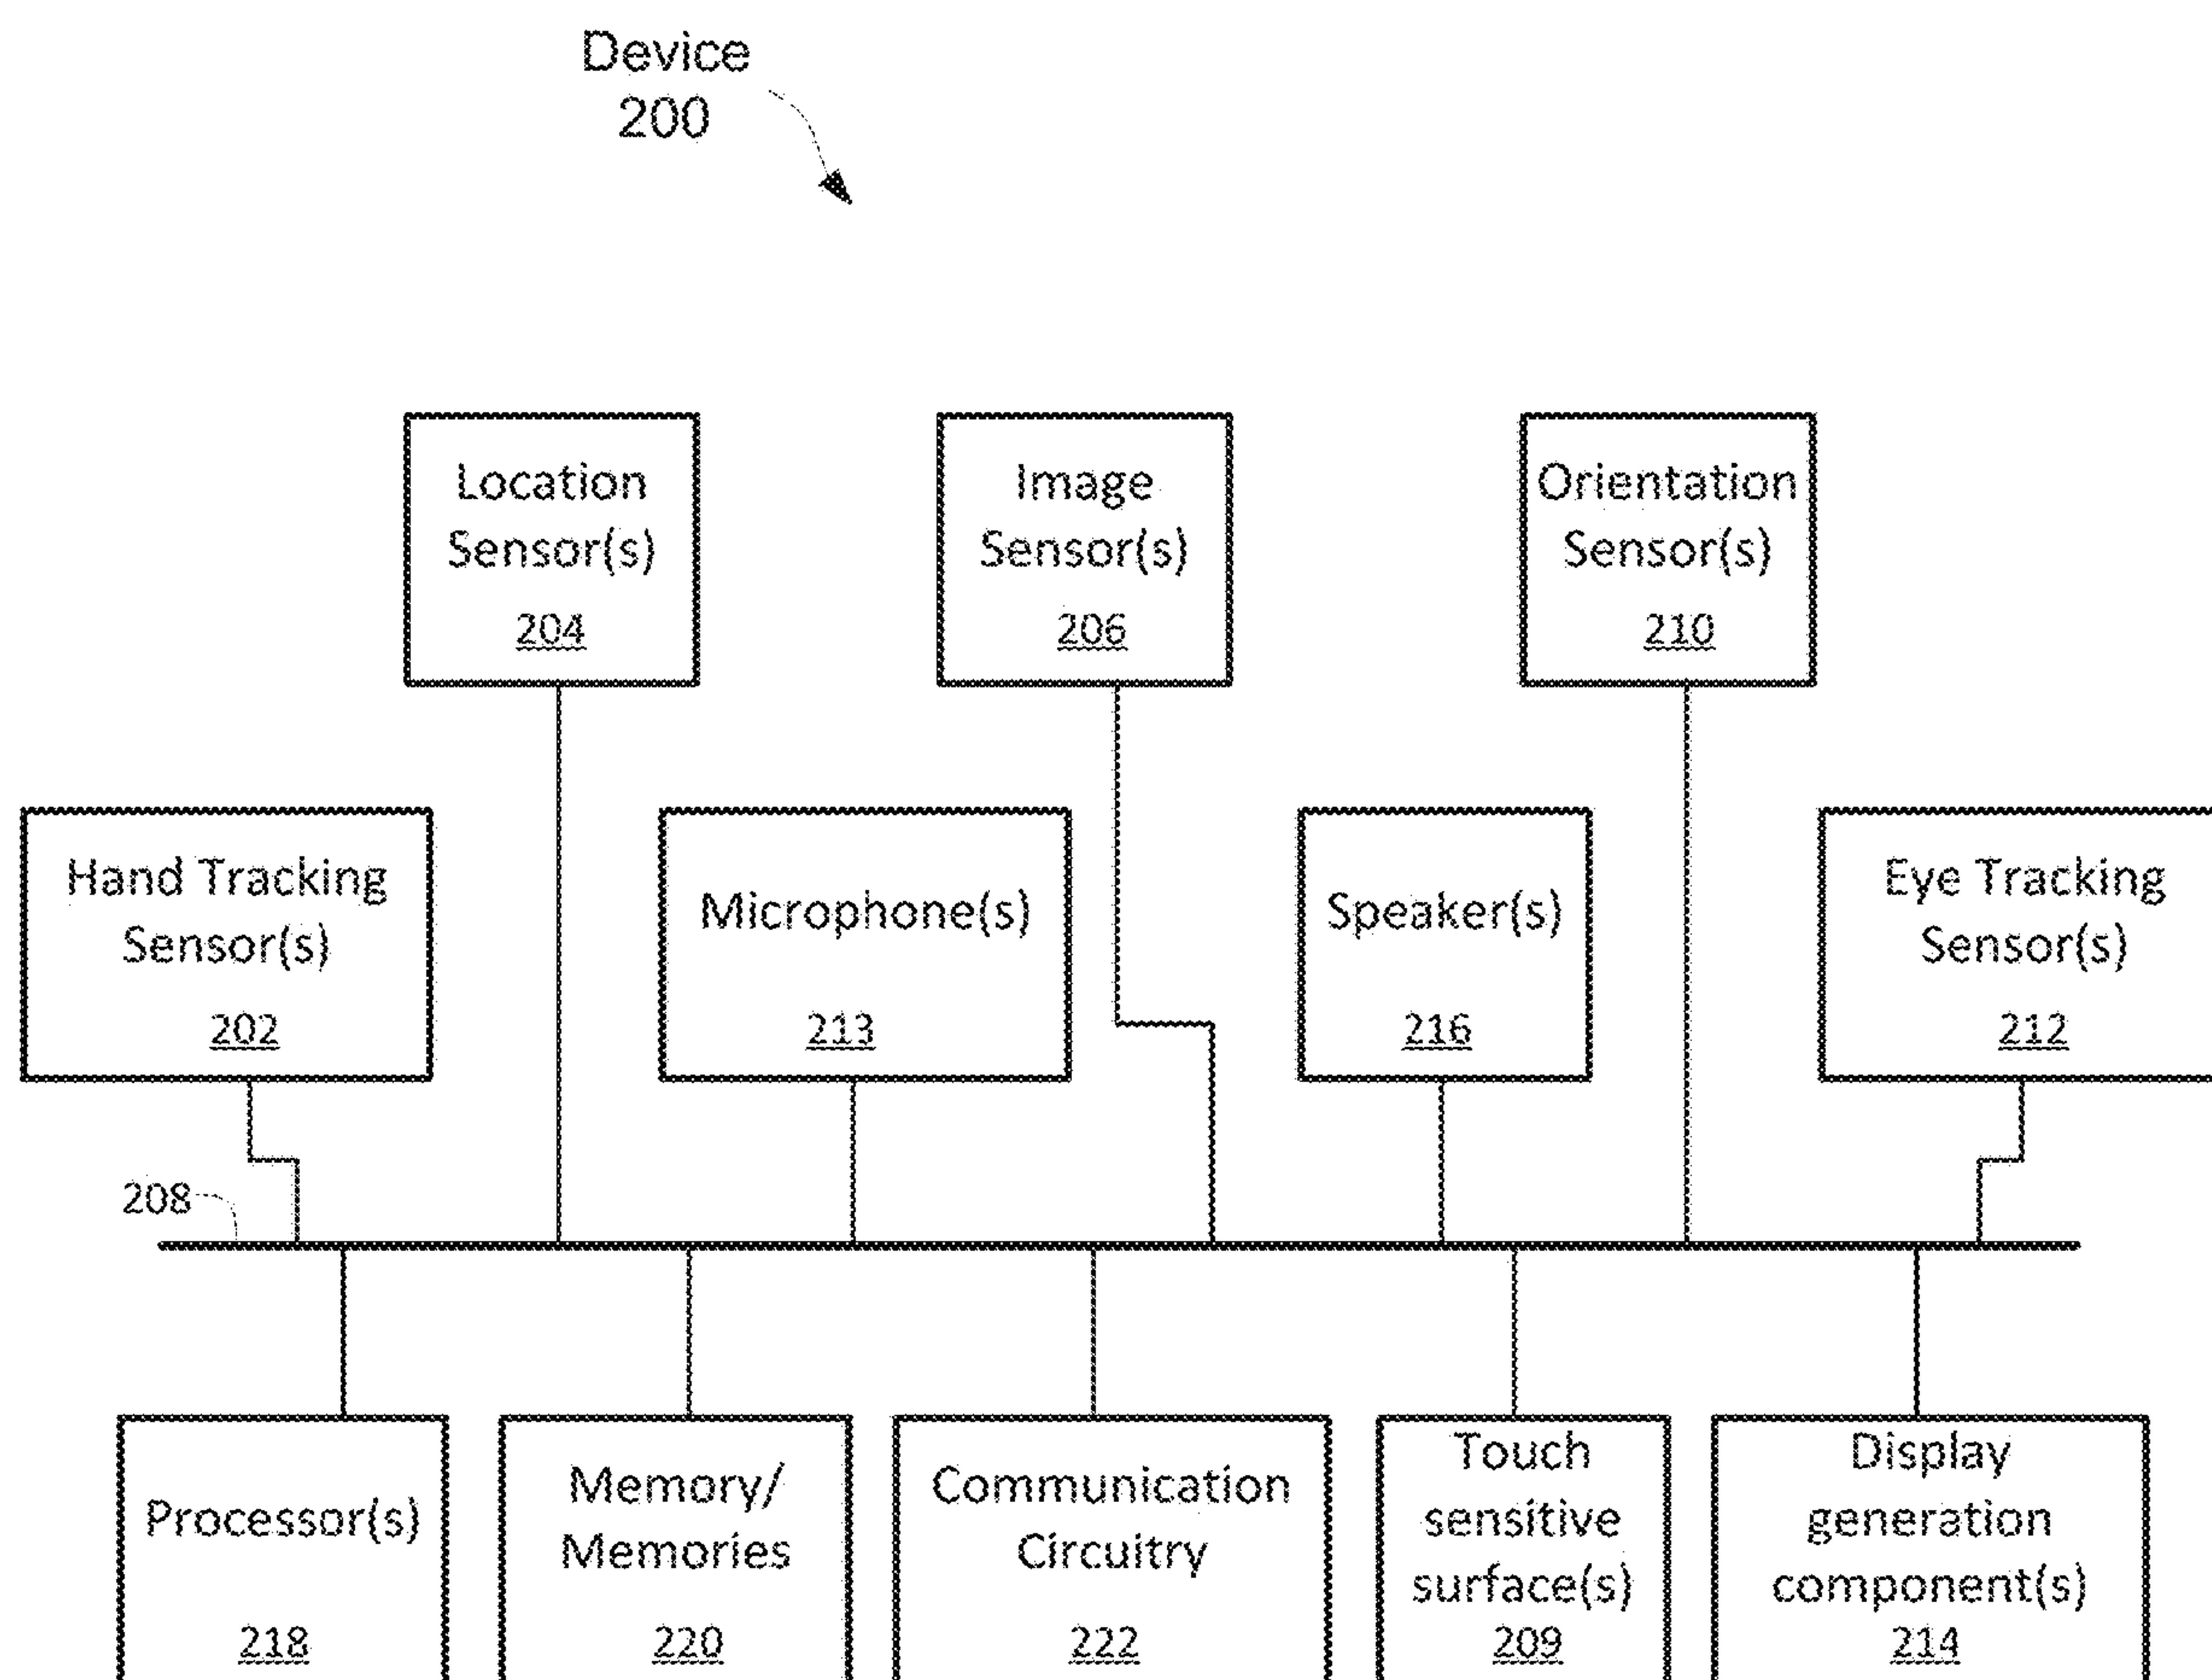 Device
200
Location
Sensor(s)
204
Image
Sensor(s)
206
Orientation
Sensor(s)
210
Hand Tracking
Sensor(s)
202
Microphone(s)
213
Speaker(s)
216
Eye Tracking
Sensor(s)
212
208
Processor(s)
218
Memory/
Memories
220
Communication
Circuitry
222
Touch
sensitive
surface(s)
209
Display
generation
component(s)
214